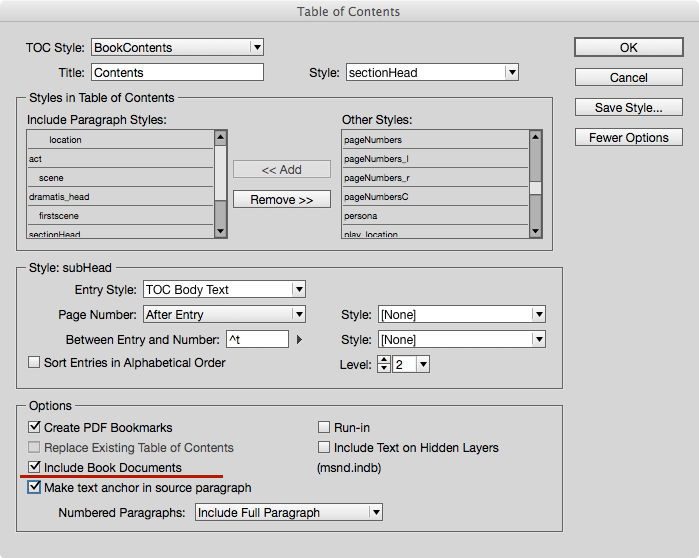 Table of Contents
TOC Style: BookContents
OK
Title: Contents
Style: sectionHead
Cancel
Styles in Table of Contents
Save Style...
Include Paragraph Styles:
Other Styles:
Fewer Options
location
act
scene
dramatis_head
firstscene
sectionHead
<< Add
Remove >>
pageNumbers
pageNumbers_l
pageNumbers_r
pageNumbersC
persona
play_location
Style: subHead
Entry Style: TOC Body Text
Page Number: After Entry
Style: [None]
Between Entry and Number: ^t
Style: [None]
Sort Entries in Alphabetical Order
Level: 2
Options
Create PDF Bookmarks
Run-in
Replace Existing Table of Contents
Include Text on Hidden Layers
Include Book Documents
(msnd.indb)
Make text anchor in source paragraph
Numbered Paragraphs: Include Full Paragraph